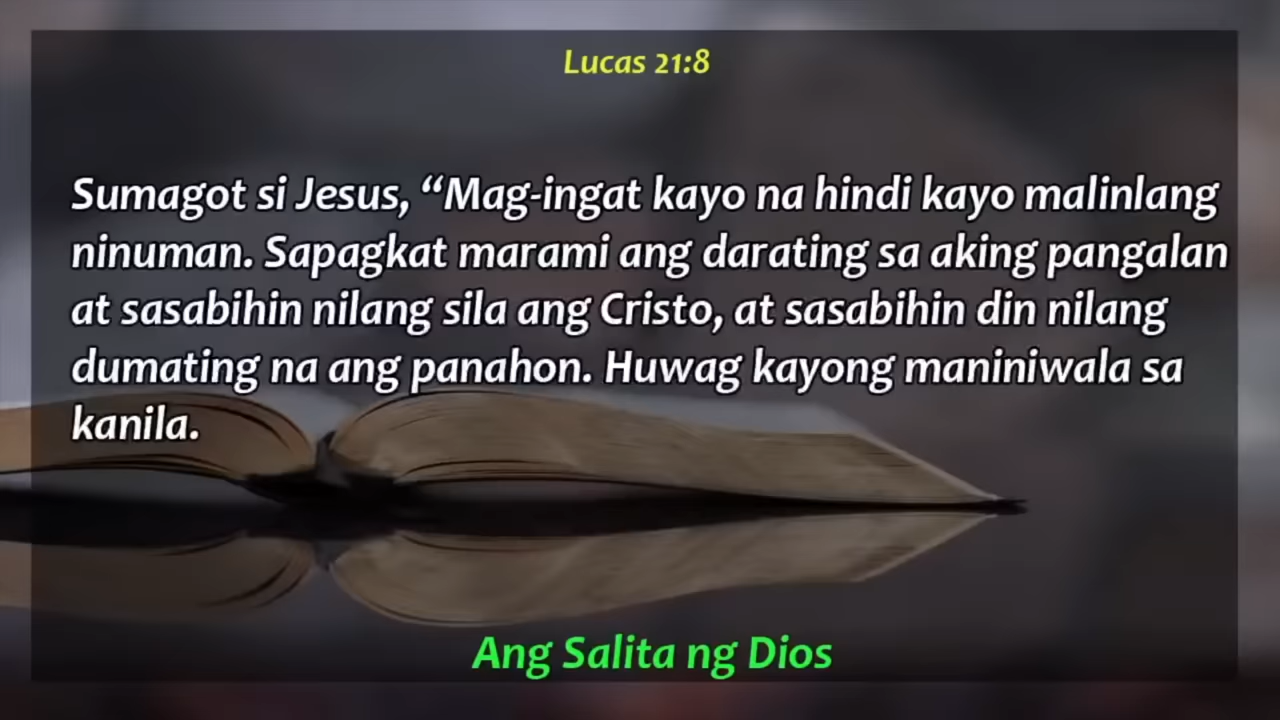 Lucas 21:8
Sumagot si Jesus, “Mag-ingat kayo na hindi kayo malinlang
ninuman. Sapagkat marami ang darating sa aking pangalan
at sasabihin nilang sila ang Cristo, at sasabihin din nilang
dumating na ang panahon. Huwag kayong maniniwala sa
kanila.
Ang Salita ng Dios